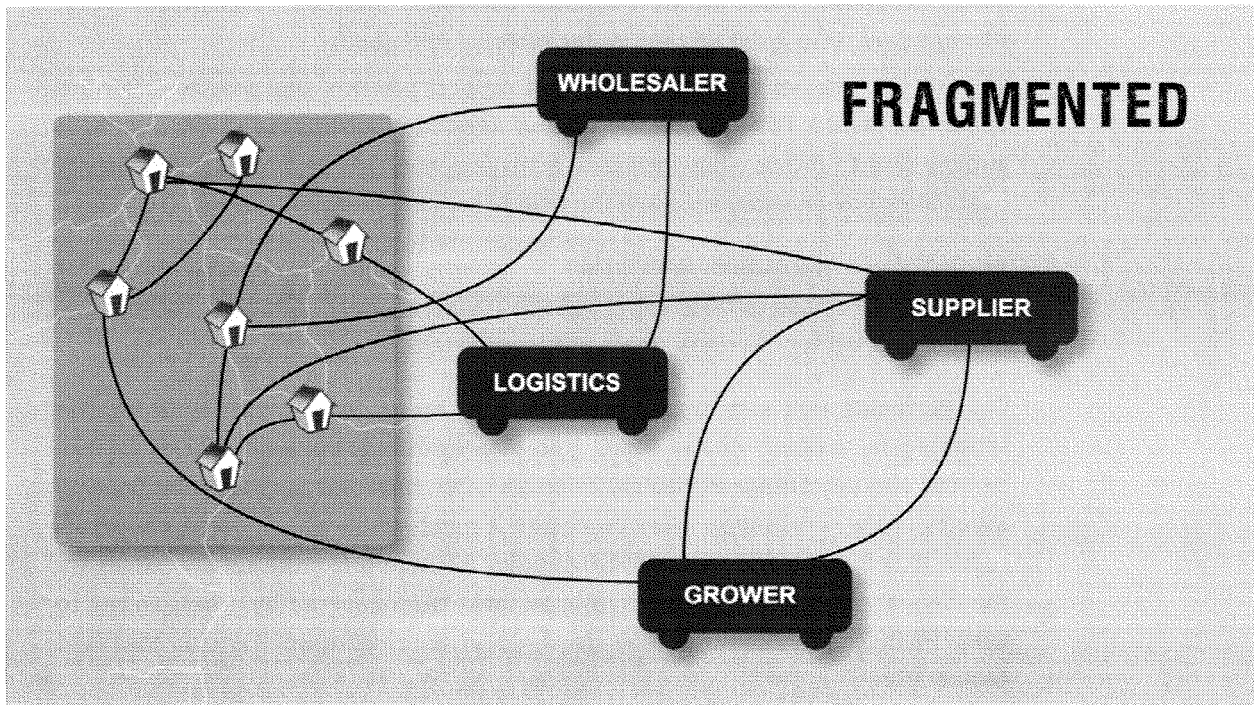 WHOLESALER
FRAGMENTED
SUPPLIER
LOGISTICS
GROWER